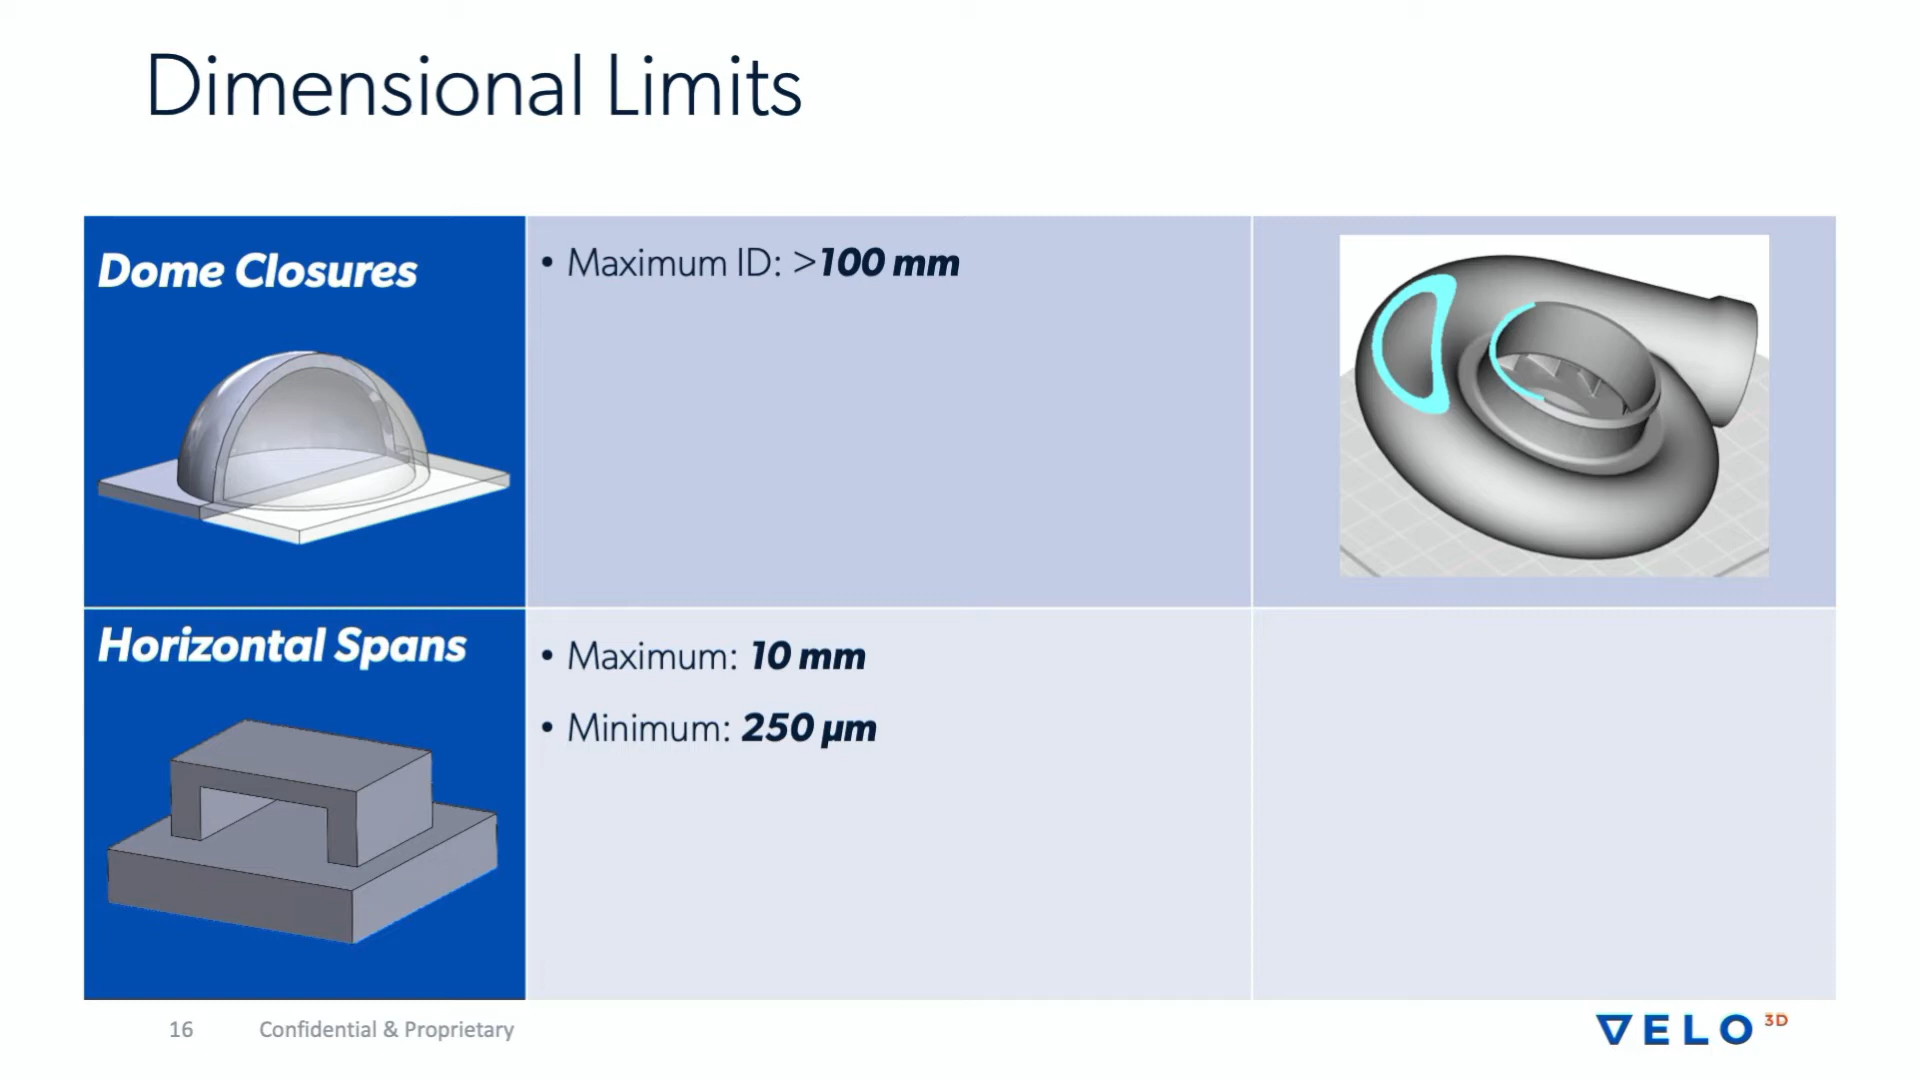 Dimensional Limits
Dome Closures
• Maximum ID: >100 mm
Horizontal Spans
• Maximum: 10 mm
• Minimum: 250 µm
16
Confidential & Proprietary
VELO 3D